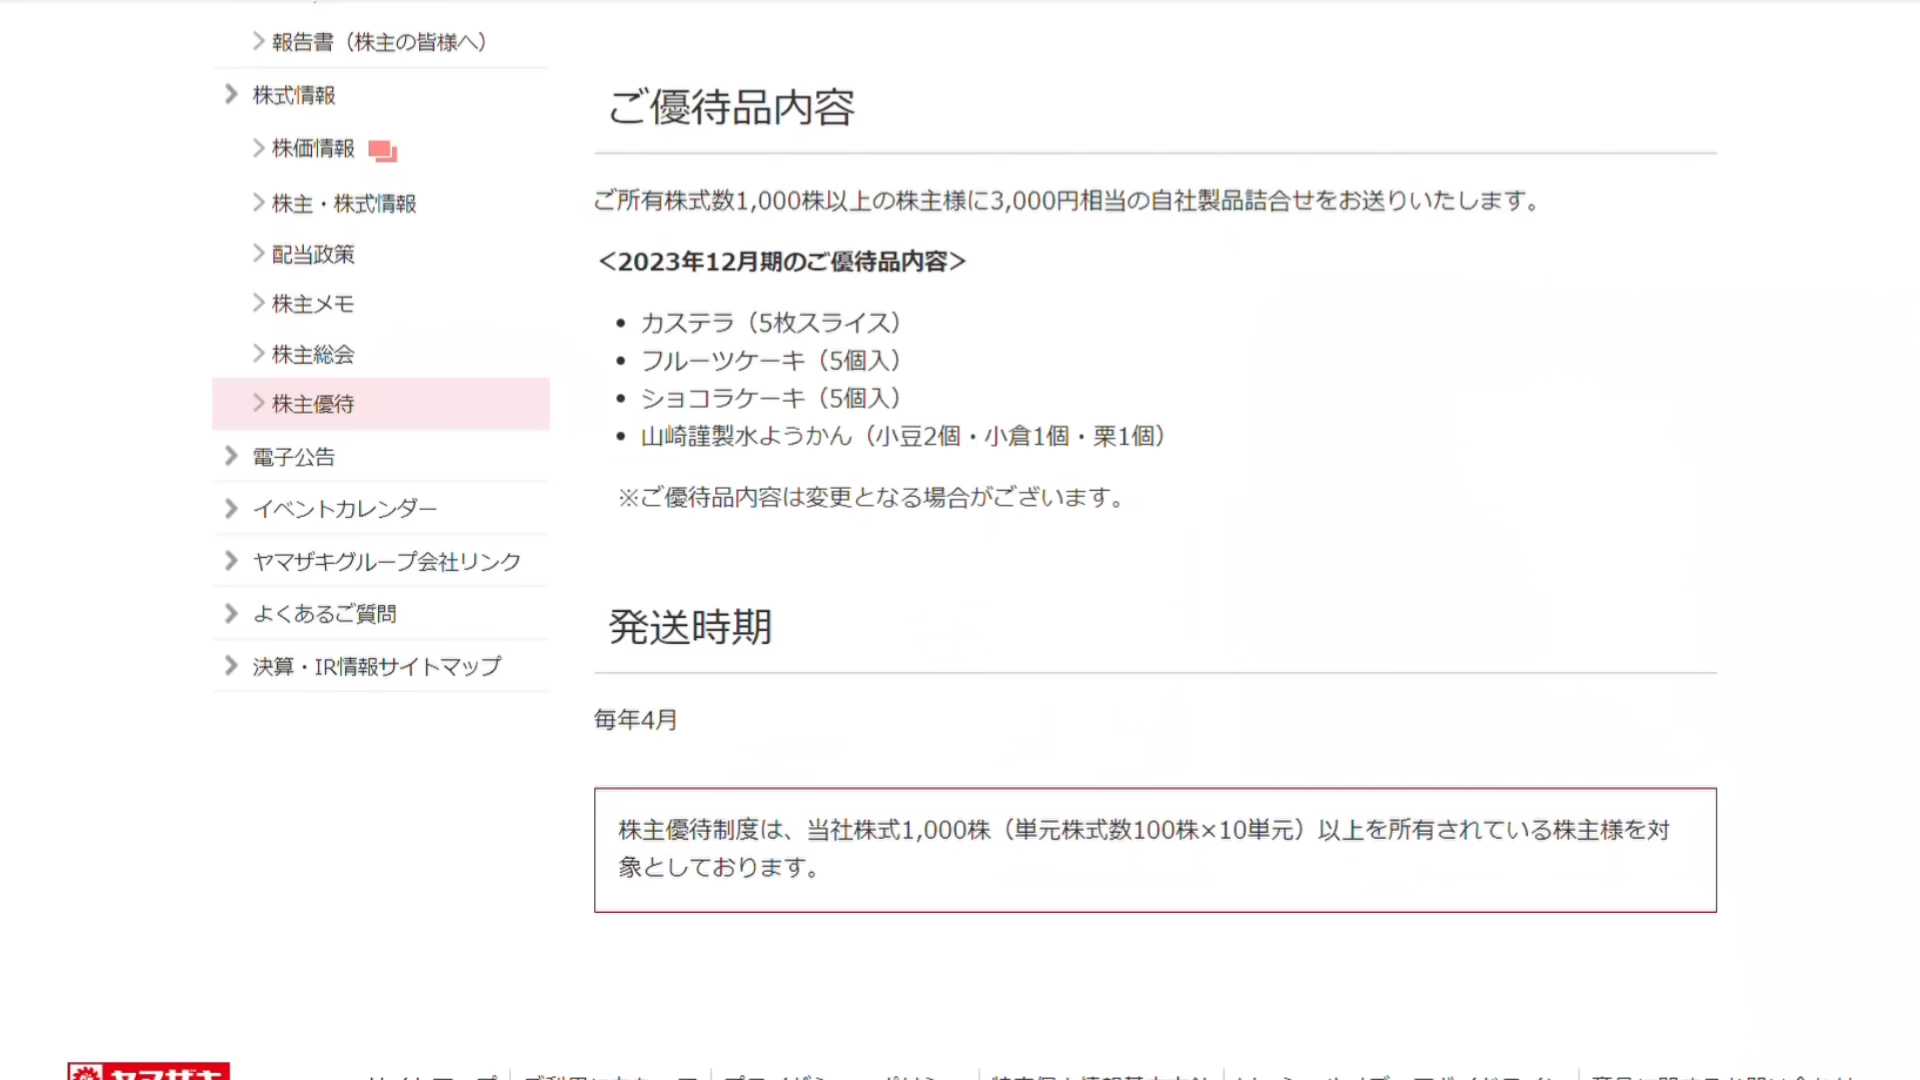 報告書（株主の皆様へ）
株式情報
株価情報
株主・株式情報
配当政策
株主メモ
株主総会
株主優待
電子公告
イベントカレンダー
ヤマザキグループ会社リンク
よくあるご質問
決算・IR情報サイトマップ
ご優待品内容
ご所有株式数1,000株以上の株主様に3,000円相当の自社製品詰合せをお送りいたします。
＜2023年12月期のご優待品内容＞
• カステラ（5枚スライス）
• フルーツケーキ（5個入）
• ショコラケーキ（5個入）
• 山崎謹製水ようかん（小豆2個・小倉1個・栗1個）
※ご優待品内容は変更となる場合がございます。
発送時期
毎年4月
株主優待制度は、当社株式1,000株（単元株式数100株×10単元）以上を所有されている株主様を対
象としております。
ヤマザキ